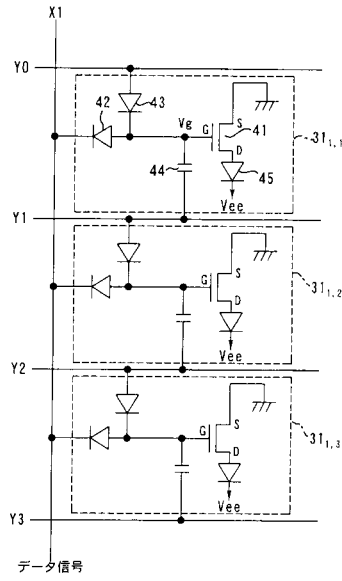 X1
Y0
42
43
Vg
G
S
41
D
44
45
Vee
31₁,₁
Y1
G
S
D
Vee
31₁,₂
Y2
G
S
D
Vee
31₁,₃
Y3
データ信号